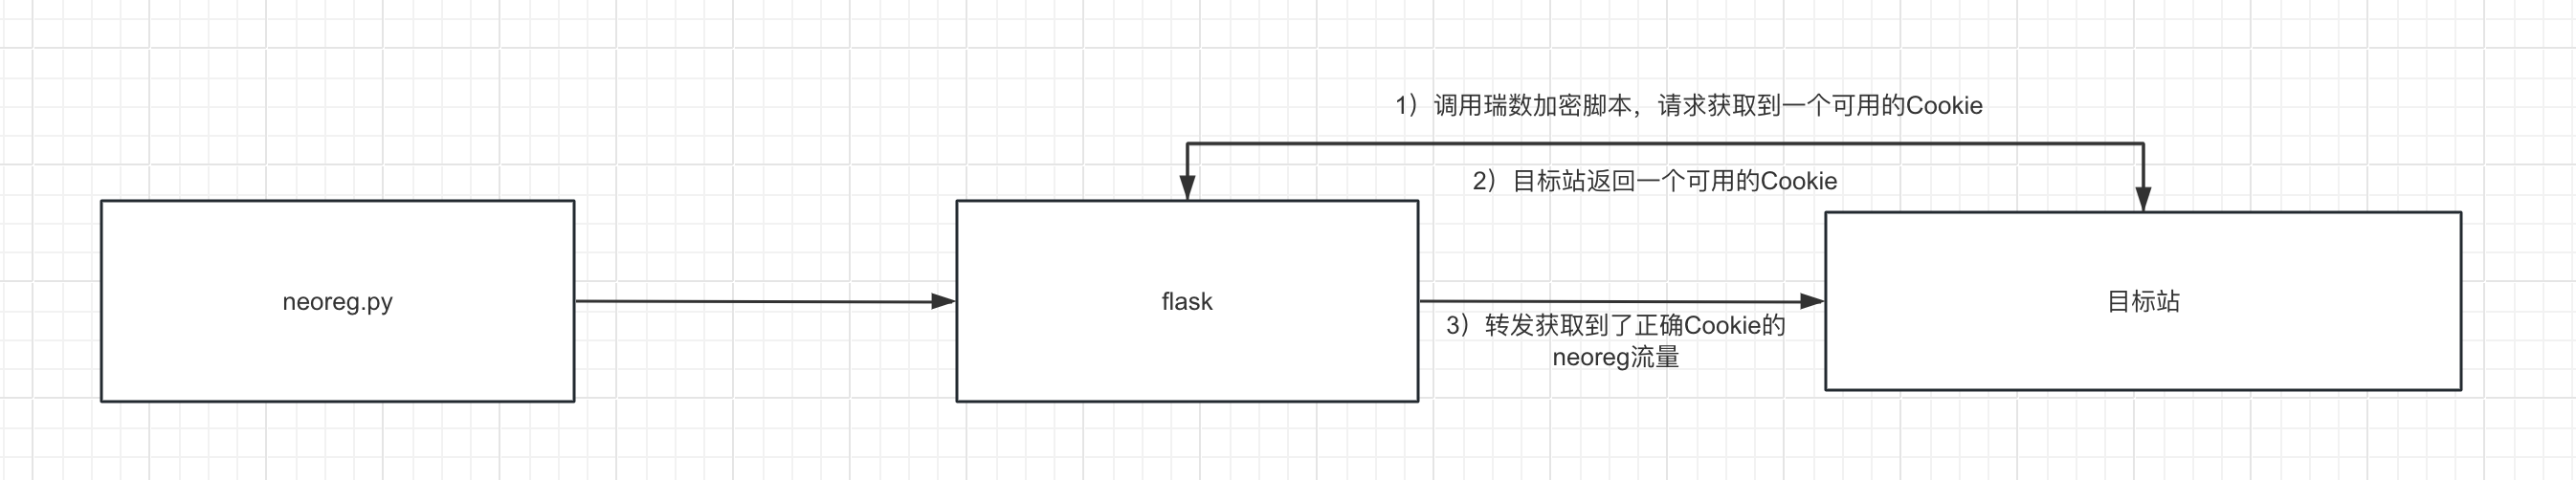 1）调用瑞数加密脚本，请求获取到一个可用的Cookie
2）目标站返回一个可用的Cookie
neoreg.py
flask
目标站
3）转发获取到了正确Cookie的
neoreg流量